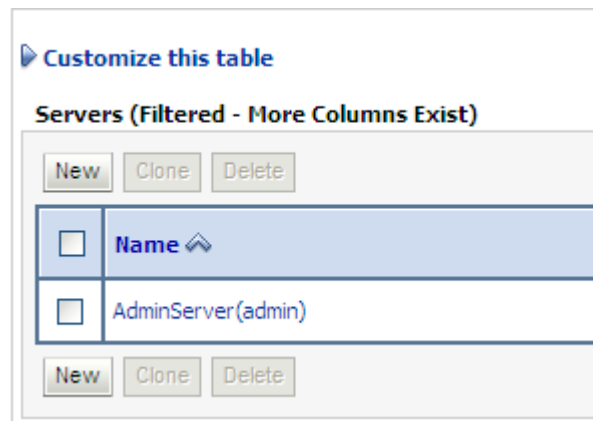 Customize this table
Servers (Filtered - More Columns Exist)
New Clone Delete
Name
AdminServer(admin)
New Clone Delete